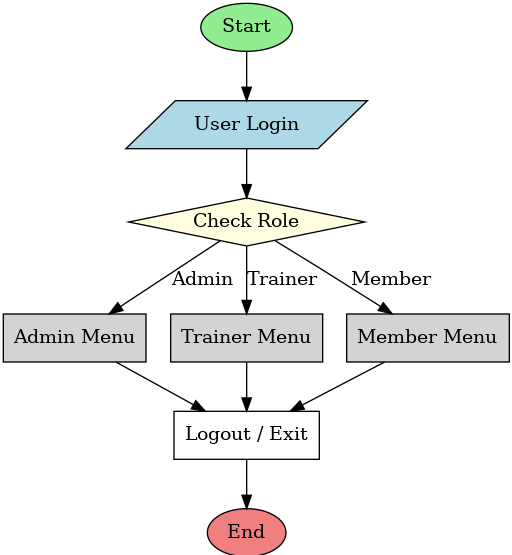 Start
User Login
Check Role
Admin
Trainer
Member
Admin Menu
Trainer Menu
Member Menu
Logout / Exit
End